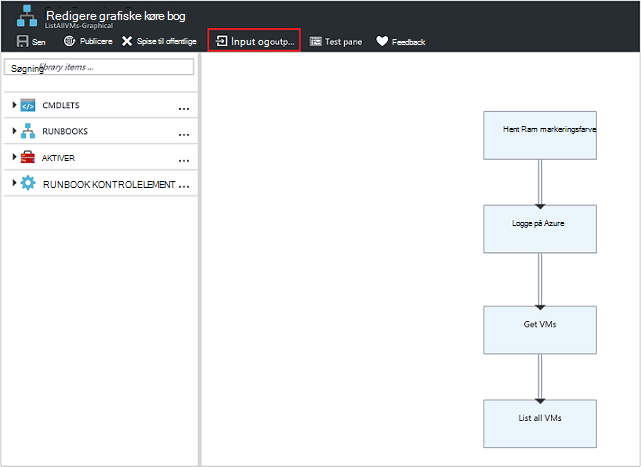 Redigere grafiske køre bog
ListAllVMs-Graphical
Sen Publicere Spise til offentlige Input ogoutp... Test pane Feedback
Søgning library items ...
CMDLETS ...
RUNBOOKS ...
AKTIVER ...
RUNBOOK KONTROLELEMENT ...
Hent Ram markeringsfarve
Logge på Azure
Get VMs
List all VMs